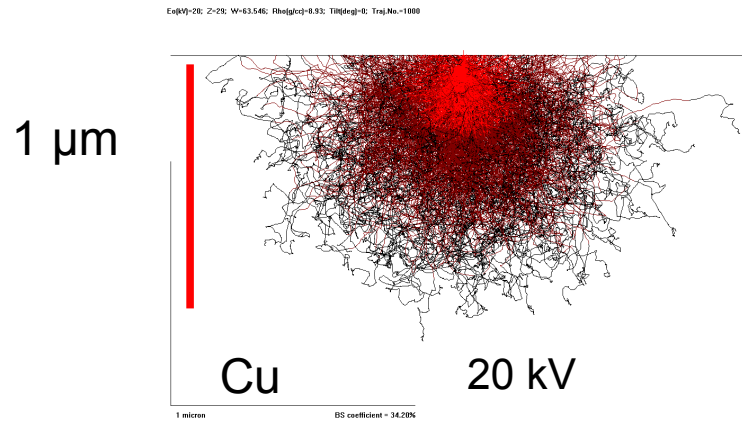 Eo(kV)=20; Z=29; W=63.546; Rho(g/cc)=8.93; Tilt(deg)=0; Traj.No.=1000
1 µm
Cu
20 kV
1 micron
BS coefficient = 34.20%